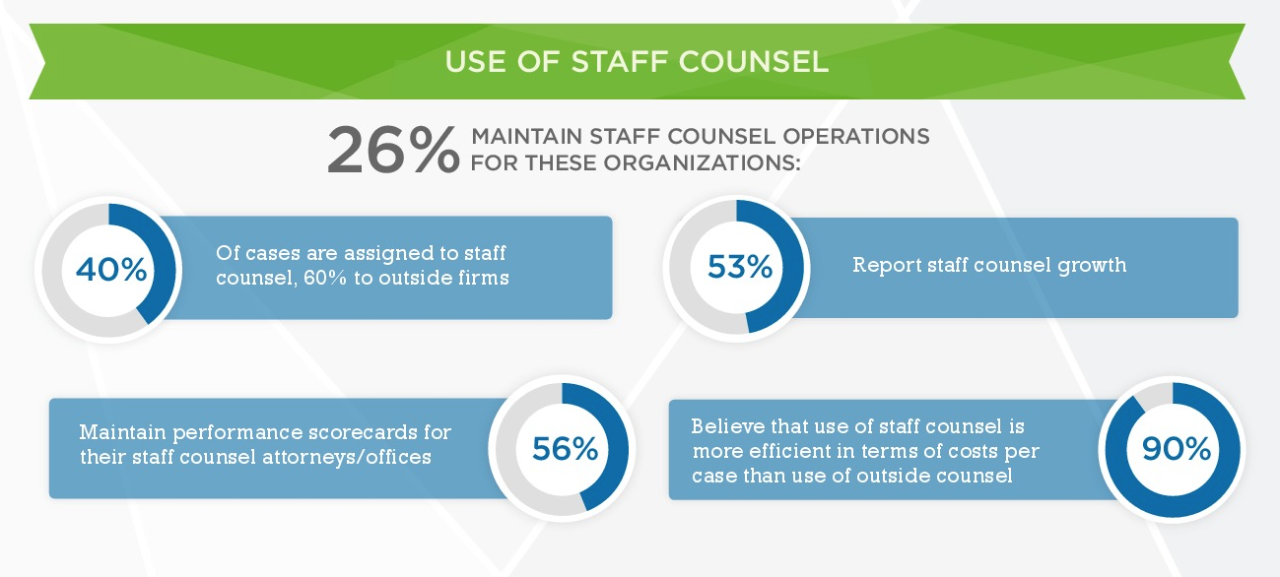 USE OF STAFF COUNSEL
26%
MAINTAIN STAFF COUNSEL OPERATIONS
FOR THESE ORGANIZATIONS:
40%
Of cases are assigned to staff
counsel, 60% to outside firms
53%
Report staff counsel growth
Maintain performance scorecards for
their staff counsel attorneys/offices
56%
Believe that use of staff counsel is
more efficient in terms of costs per
case than use of outside counsel
90%